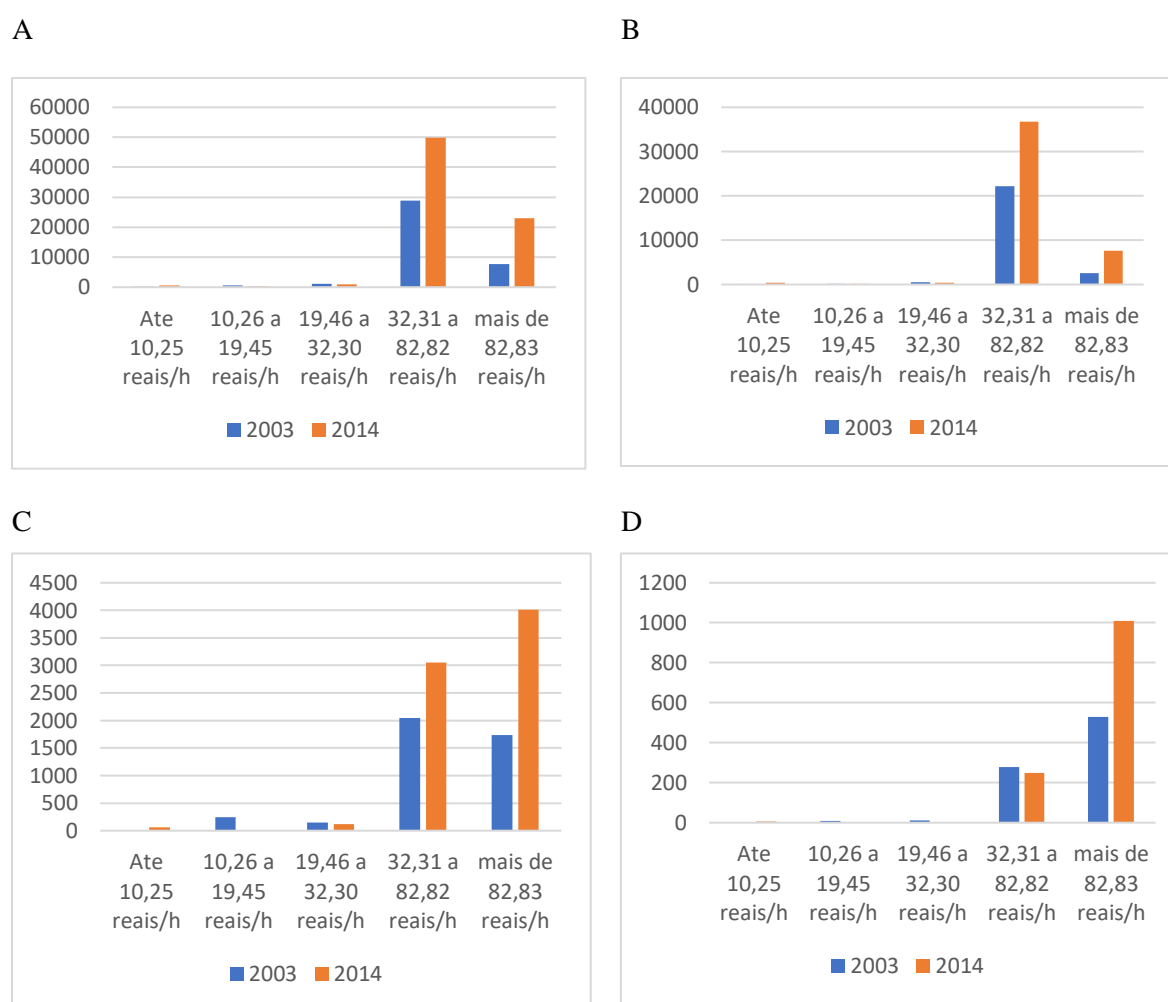 A
60000
50000
40000
30000
20000
10000
0
Ate
10,25
reais/h
10,26 a
19,45
reais/h
19,46 a
32,30
reais/h
32,31 a
82,82
reais/h
mais de
82,83
reais/h
2003 2014
B
40000
30000
20000
10000
0
Ate
10,25
reais/h
10,26 a
19,45
reais/h
19,46 a
32,30
reais/h
32,31 a
82,82
reais/h
mais de
82,83
reais/h
2003 2014
C
4500
4000
3500
3000
2500
2000
1500
1000
500
0
Ate
10,25
reais/h
10,26 a
19,45
reais/h
19,46 a
32,30
reais/h
32,31 a
82,82
reais/h
mais de
82,83
reais/h
2003 2014
D
1200
1000
800
600
400
200
0
Ate
10,25
reais/h
10,26 a
19,45
reais/h
19,46 a
32,30
reais/h
32,31 a
82,82
reais/h
mais de
82,83
reais/h
2003 2014